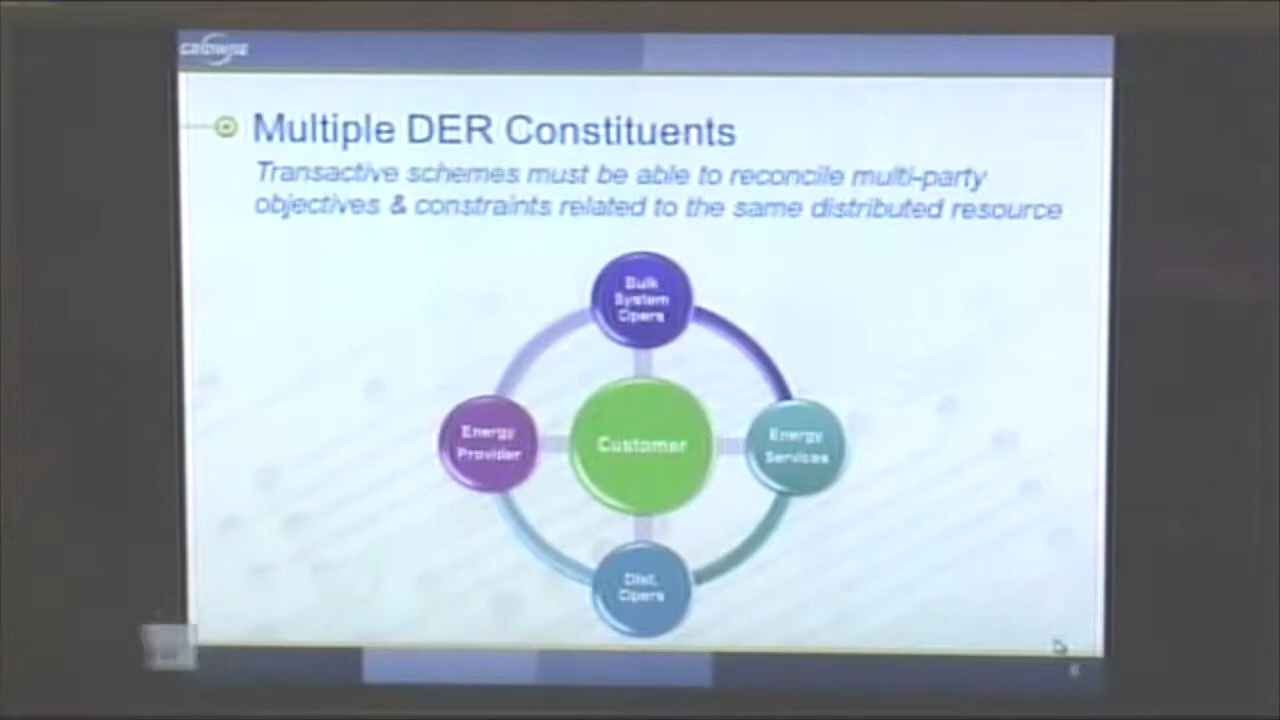 GRIDWISE
Multiple DER Constituents
Transactive schemes must be able to reconcile multi-party
objectives & constraints related to the same distributed resource
Bulk
System
Opers
Energy
Provider
Customer
Energy
Services
Dist.
Opers